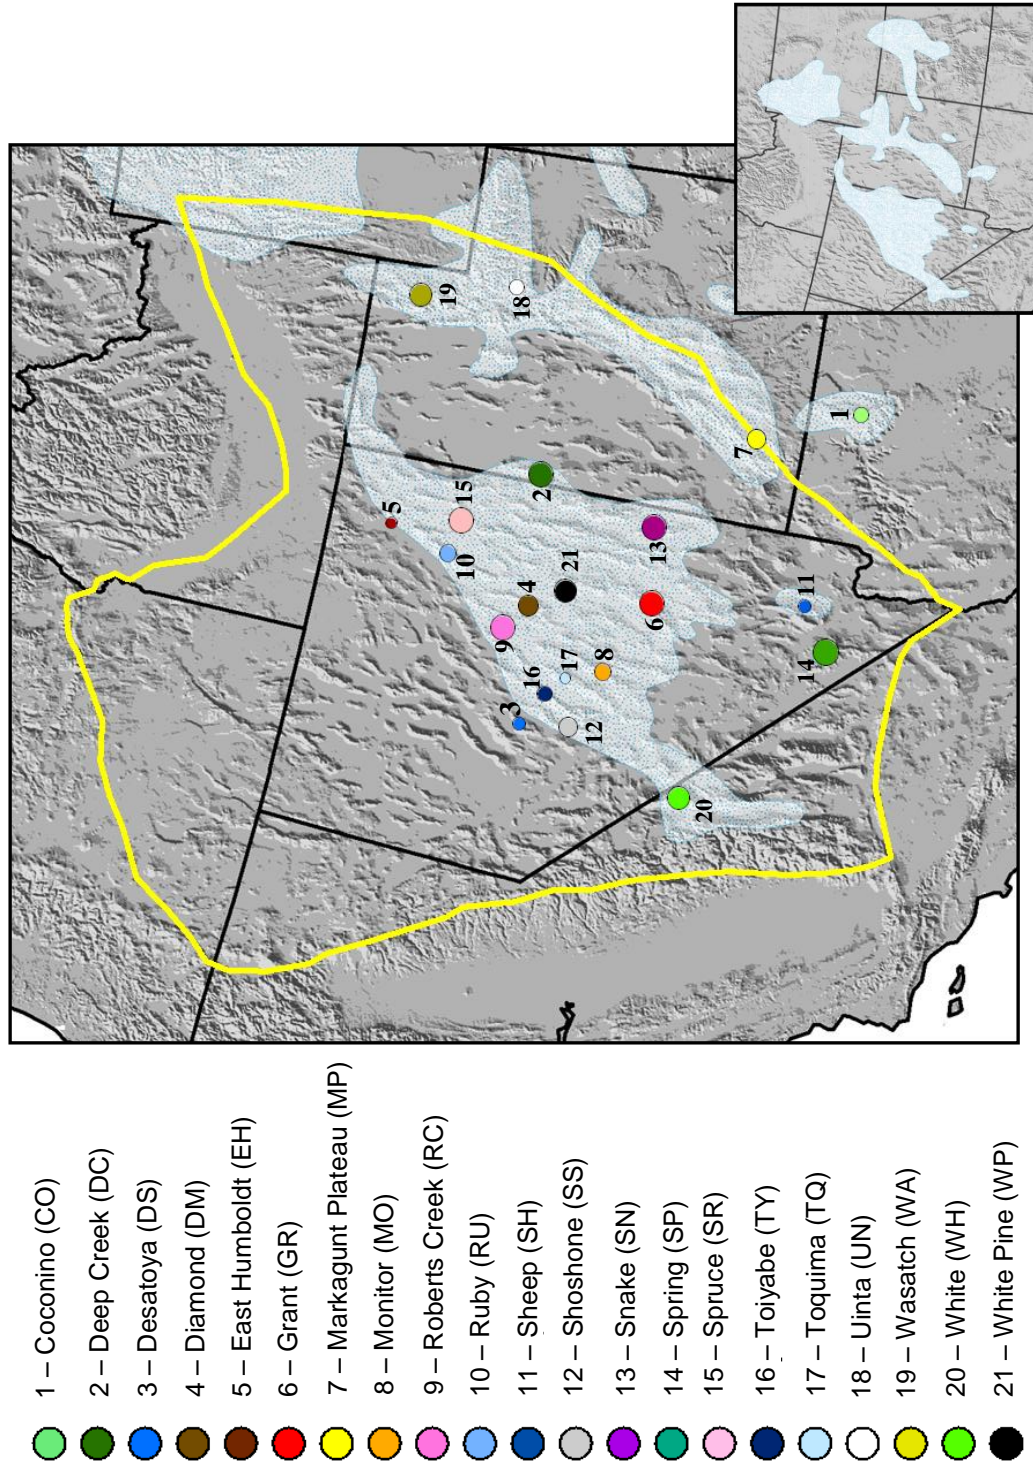 1 – Coconino (CO)
2 – Deep Creek (DC)
3 – Desatoya (DS)
4 – Diamond (DM)
5 – East Humboldt (EH)
6 – Grant (GR)
7 – Markagunt Plateau (MP)
8 – Monitor (MO)
9 – Roberts Creek (RC)
10 – Ruby (RU)
11 – Sheep (SH)
12 – Shoshone (SS)
13 – Snake (SN)
14 – Spring (SP)
15 – Spruce (SR)
16 – Toiyabe (TY)
17 – Toquima (TQ)
18 – Uinta (UN)
19 – Wasatch (WA)
20 – White (WH)
21 – White Pine (WP)
5
15
10
19
18
2
4
21
9
13
6
8
17
16
3
12
20
7
1
11
14